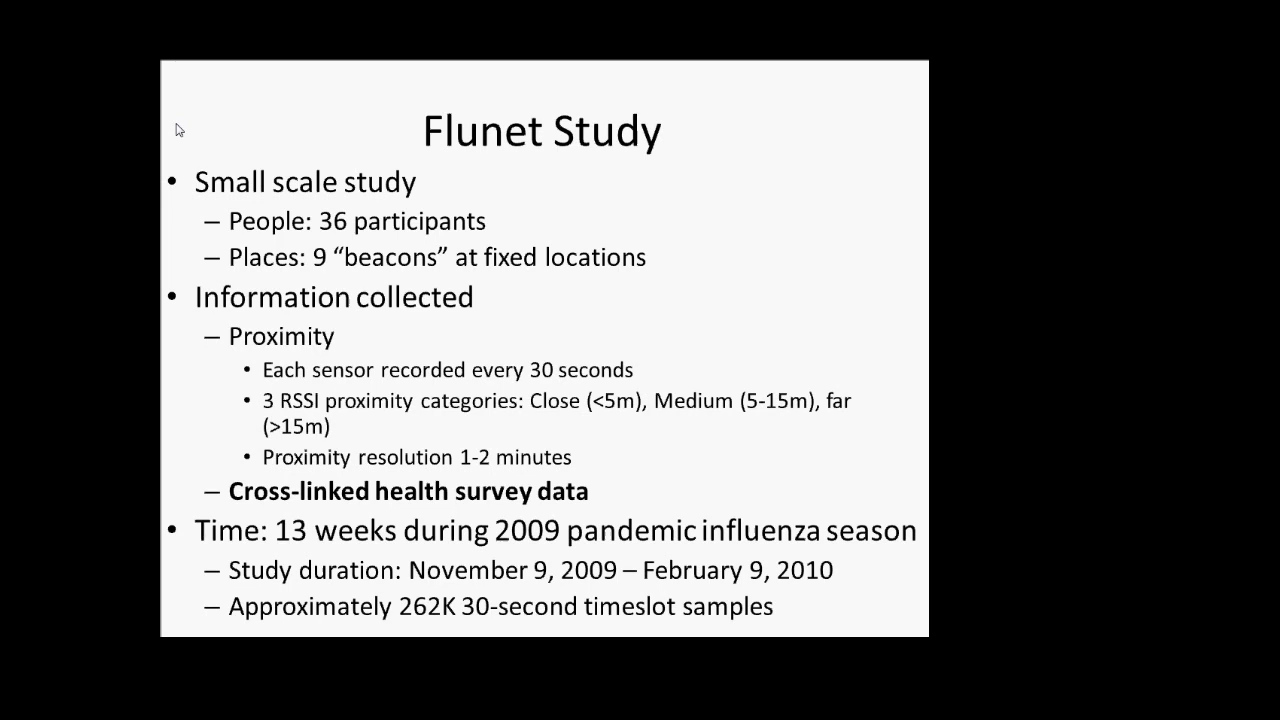 Flunet Study
• Small scale study
– People: 36 participants
– Places: 9 “beacons” at fixed locations
• Information collected
– Proximity
• Each sensor recorded every 30 seconds
• 3 RSSI proximity categories: Close (<5m), Medium (5-15m), far
(>15m)
• Proximity resolution 1-2 minutes
– Cross-linked health survey data
• Time: 13 weeks during 2009 pandemic influenza season
– Study duration: November 9, 2009 – February 9, 2010
– Approximately 262K 30-second timeslot samples